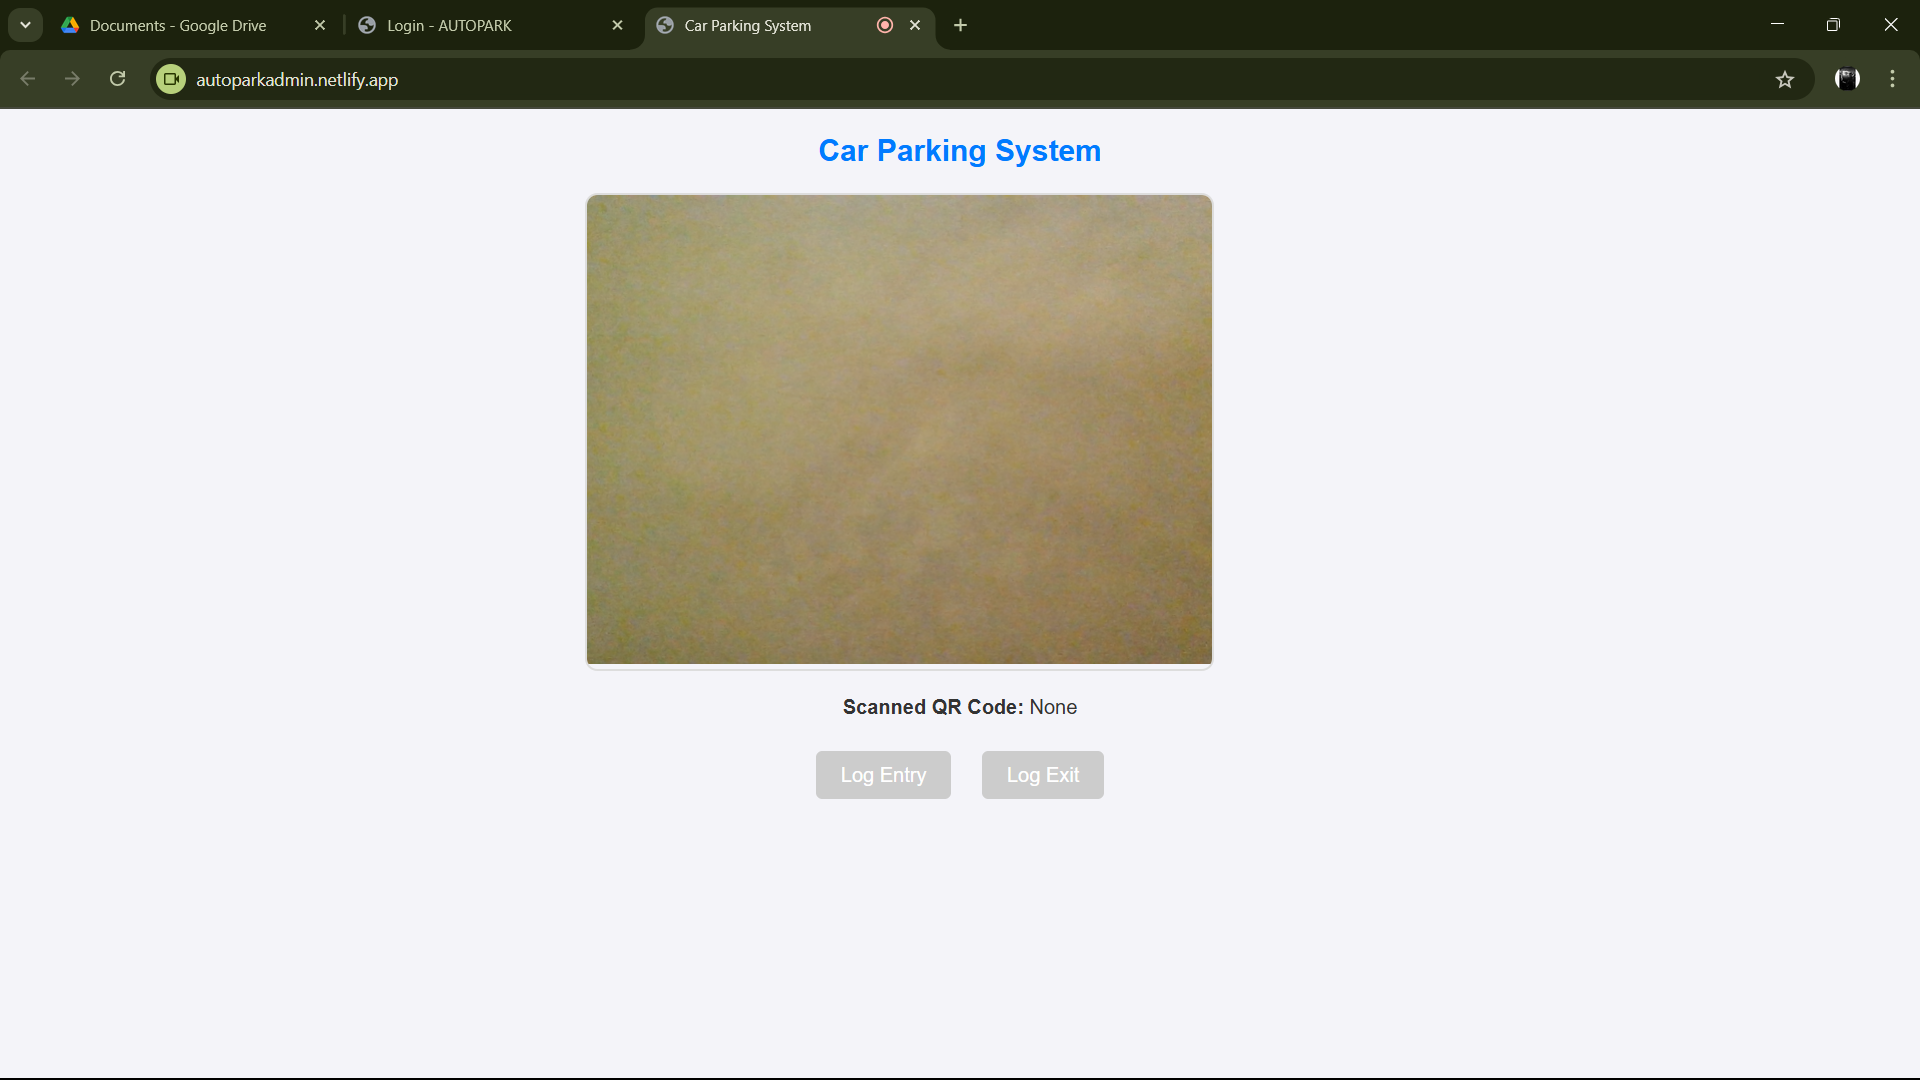 Documents - Google Drive
Login - AUTOPARK
Car Parking System
autoparkadmin.netlify.app
Car Parking System
Scanned QR Code: None
Log Entry
Log Exit